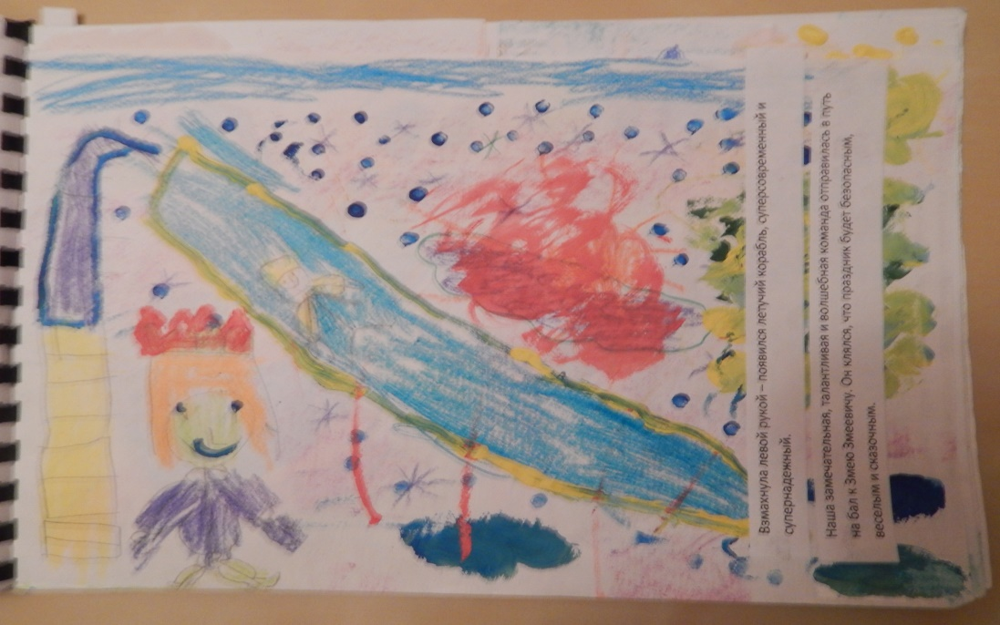 Взмахнула левой рукой – появился летучий корабль, суперсовременный и
супернадежный.
Наша замечательная, талантливая и волшебная команда отправилась в путь
на бал к Змею Змеевичу. Он клялся, что праздник будет безопасным,
веселым и сказочным.